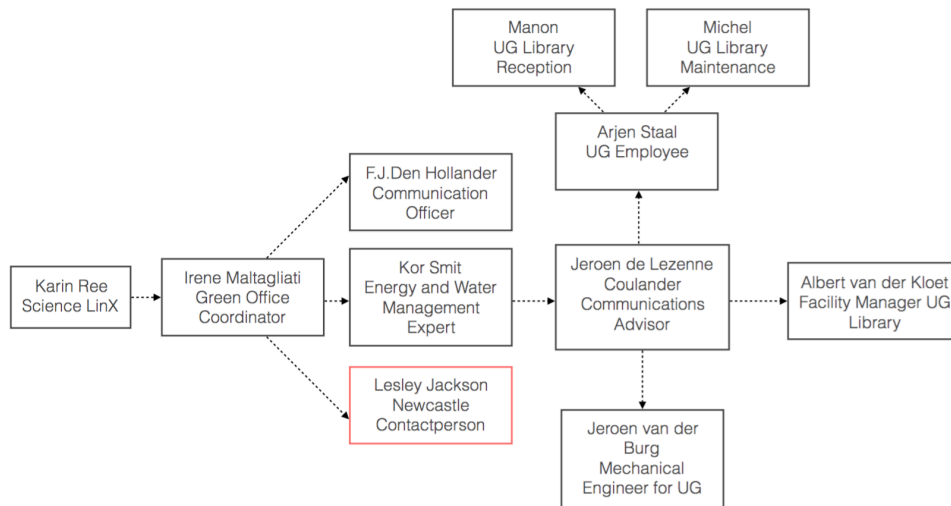 Manon
UG Library
Reception
Michel
UG Library
Maintenance
Arjen Staal
UG Employee
F.J.Den Hollander
Communication
Officer
Karin Ree
Science LinX
Irene Maltagliati
Green Office
Coordinator
Kor Smit
Energy and Water
Management
Expert
Jeroen de Lezenne
Coulander
Communications
Advisor
Albert van der Kloet
Facility Manager UG
Library
Lesley Jackson
Newcastle
Contactperson
Jeroen van der
Burg
Mechanical
Engineer for UG